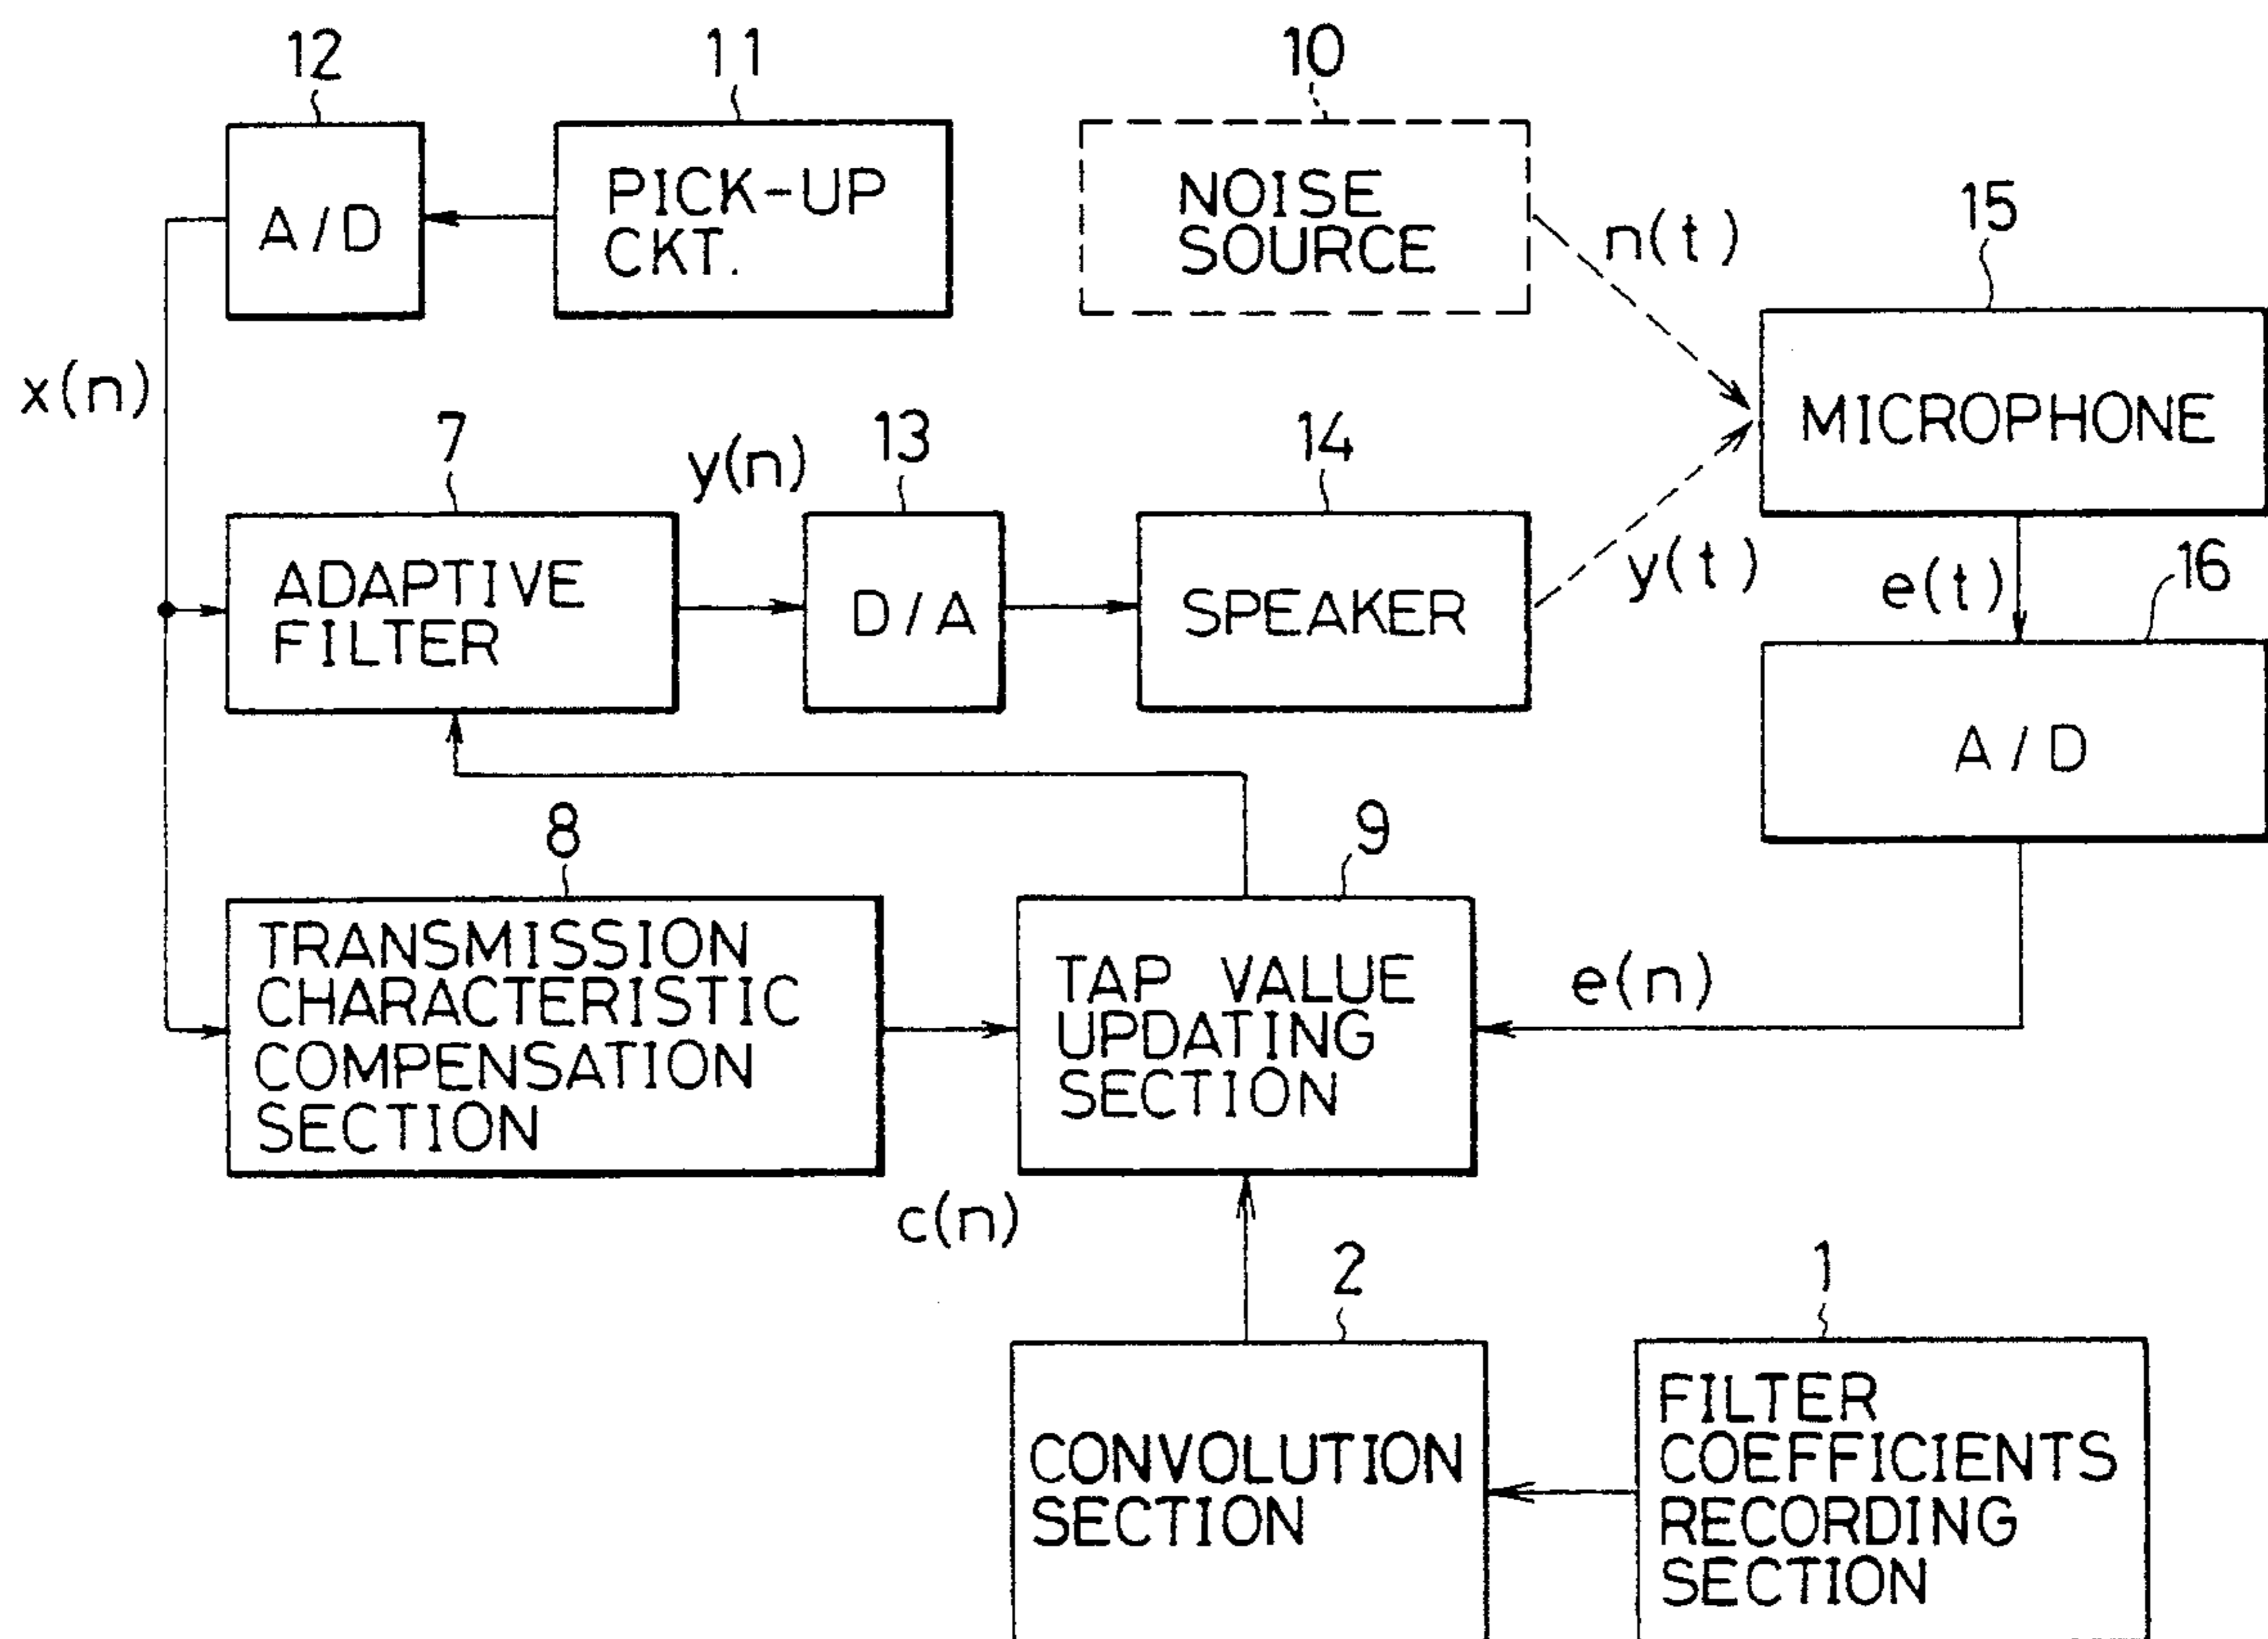 12
11
10
A/D
PICK-UP
CKT.
NOISE
SOURCE
n(t)
15
MICROPHONE
x(n)
7
y(n)
13
14
ADAPTIVE
FILTER
D/A
SPEAKER
y(t)
e(t)
16
A/D
8
9
TRANSMISSION
CHARACTERISTIC
COMPENSATION
SECTION
TAP VALUE
UPDATING
SECTION
e(n)
c(n)
2
1
CONVOLUTION
SECTION
FILTER
COEFFICIENTS
RECORDING
SECTION